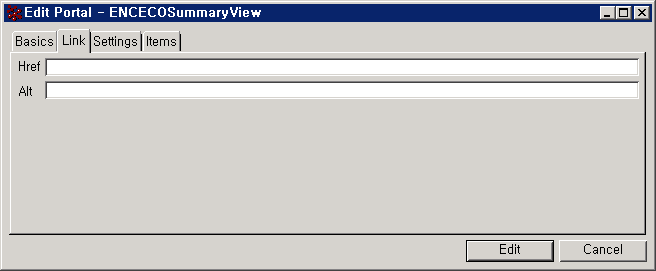 Edit Portal - ENCECOSummaryView
Basics Link Settings Items
Href
Alt
Edit Cancel